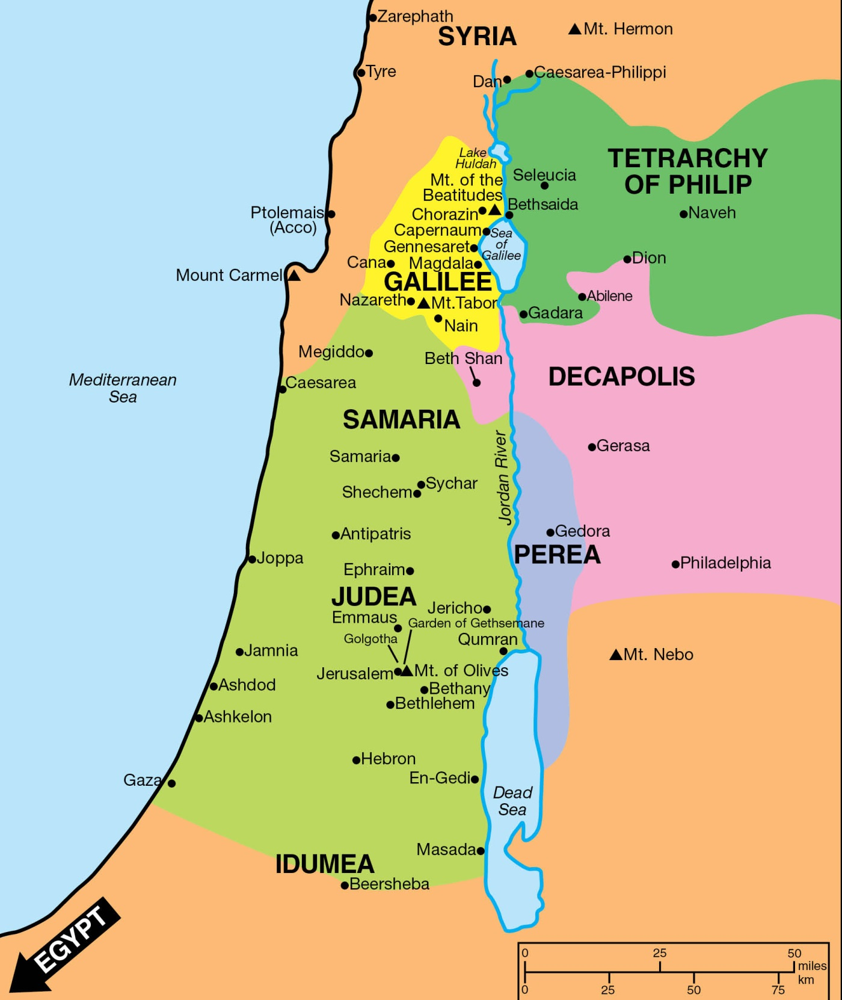 Zarephath
SYRIA
Mt. Hermon
Tyre
Dan
Caesarea-Philippi
Lake
Huldah
TETRARCHY
OF PHILIP
Mt. of the
Beatitudes
Seleucia
Bethsaida
Naveh
Ptolemais
(Acco)
Chorazin
Capernaum
Sea
of
Galilee
Gennesaret
Cana
Magdala
Dion
Mount Carmel
GALILEE
Nazareth
Mt.Tabor
Abilene
Gadara
Nain
Megiddo
Beth Shan
DECAPOLIS
Mediterranean
Sea
Caesarea
SAMARIA
Jordan River
Gerasa
Samaria
Sychar
Shechem
Antipatris
Gedora
PEREA
Joppa
Philadelphia
Ephraim
JUDEA
Jericho
Emmaus
Garden of Gethsemane
Golgotha
Qumran
Jamnia
Mt. Nebo
Jerusalem
Mt. of Olives
Ashdod
Bethany
Bethlehem
Ashkelon
Hebron
En-Gedi
Gaza
Dead
Sea
Masada
IDUMEA
Beersheba
EGYPT
0 25 50
miles
km
0 25 50 75